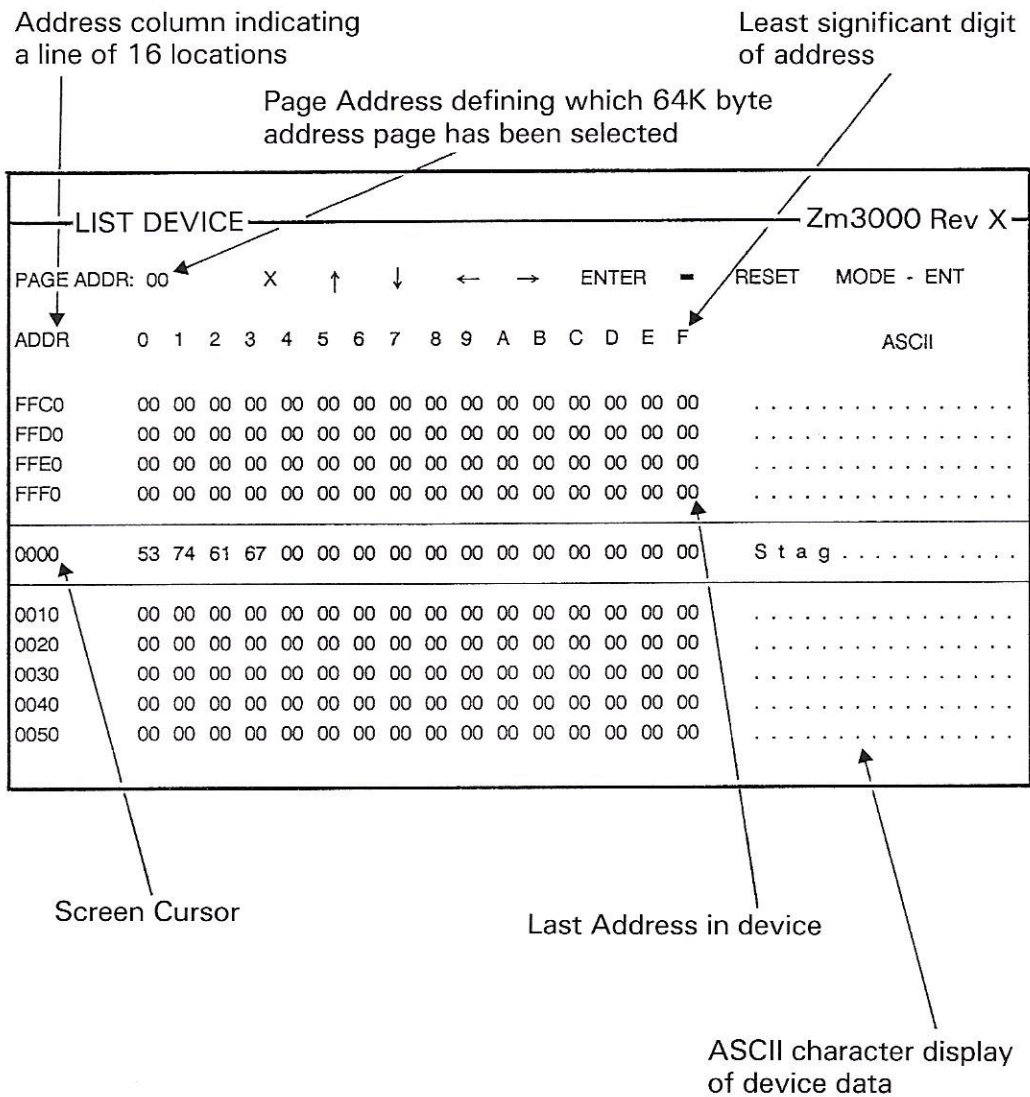 Address column indicating
a line of 16 locations
Least significant digit
of address
Page Address defining which 64K byte
address page has been selected
LIST DEVICE Zm3000 Rev X
PAGE ADDR: 00 X ↑ ↓ ← → ENTER - RESET MODE - ENT
ADDR 0 1 2 3 4 5 6 7 8 9 A B C D E F ASCII
FFC0 00 00 00 00 00 00 00 00 00 00 00 00 00 00 00 00 . . . . . . . . . . . . . . . .
FFD0 00 00 00 00 00 00 00 00 00 00 00 00 00 00 00 00 . . . . . . . . . . . . . . . .
FFE0 00 00 00 00 00 00 00 00 00 00 00 00 00 00 00 00 . . . . . . . . . . . . . . . .
FFF0 00 00 00 00 00 00 00 00 00 00 00 00 00 00 00 00 . . . . . . . . . . . . . . . .
0000 53 74 61 67 00 00 00 00 00 00 00 00 00 00 00 00 S t a g . . . . . . . . . . . .
0010 00 00 00 00 00 00 00 00 00 00 00 00 00 00 00 00 . . . . . . . . . . . . . . . .
0020 00 00 00 00 00 00 00 00 00 00 00 00 00 00 00 00 . . . . . . . . . . . . . . . .
0030 00 00 00 00 00 00 00 00 00 00 00 00 00 00 00 00 . . . . . . . . . . . . . . . .
0040 00 00 00 00 00 00 00 00 00 00 00 00 00 00 00 00 . . . . . . . . . . . . . . . .
0050 00 00 00 00 00 00 00 00 00 00 00 00 00 00 00 00 . . . . . . . . . . . . . . . .
Screen Cursor
Last Address in device
ASCII character display
of device data